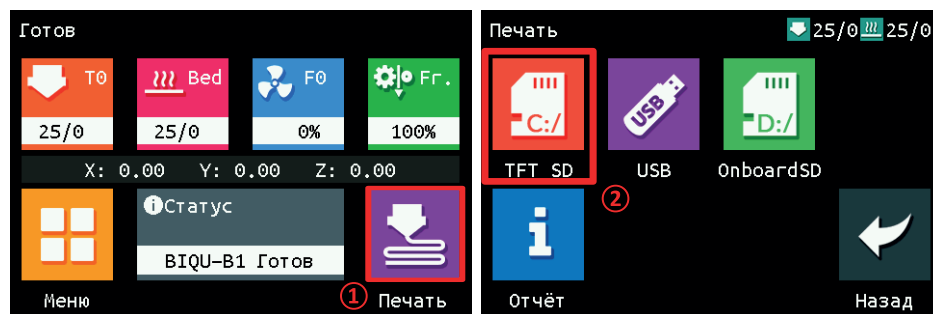 Готов
T0
Bed
F0
Fr.
25/0
25/0
0%
100%
X: 0.00 Y: 0.00 Z: 0.00
Статус
BIQU-B1 Готов
Меню
① Печать
Печать
25/0 25/0
C:/
USB
D:/
TFT SD
USB
OnboardSD
②
Отчёт
Назад